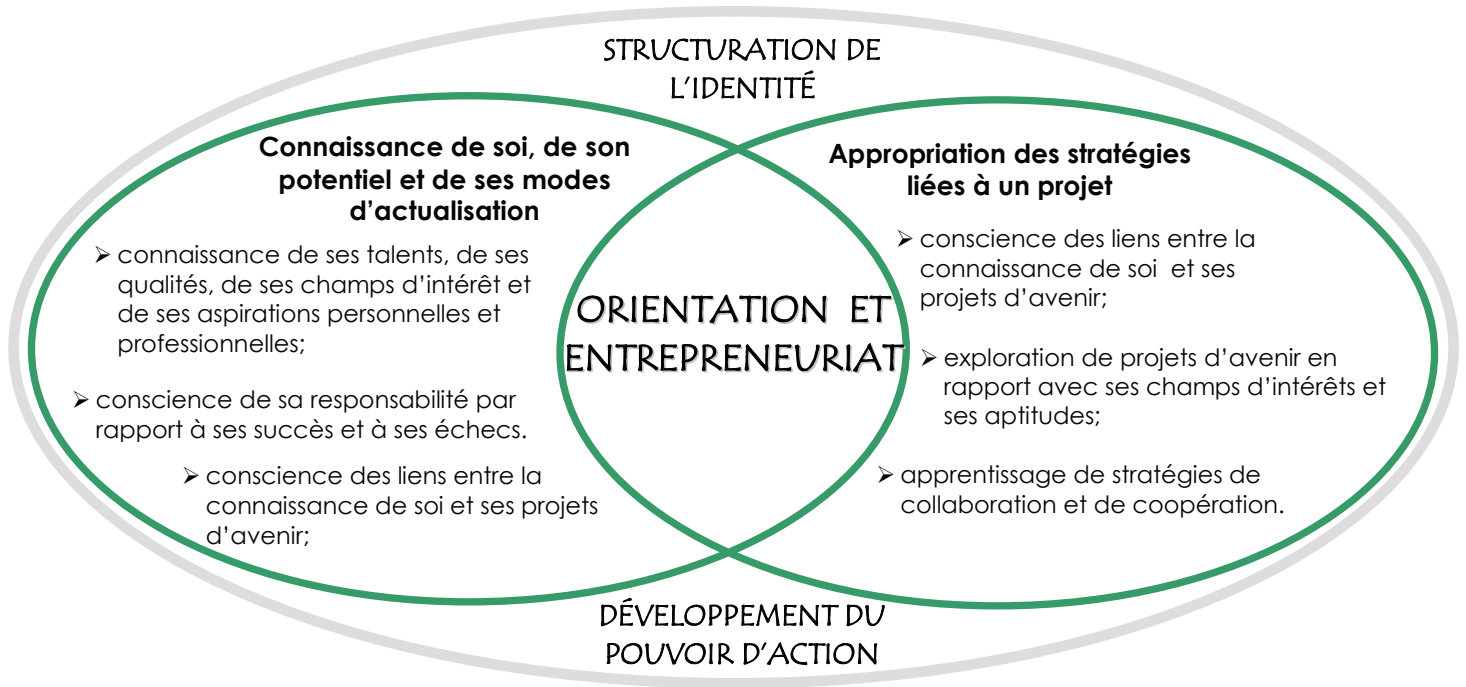 STRUCTURATION DE
L'IDENTITÉ
Connaissance de soi, de son
potentiel et de ses modes
d'actualisation
➢ connaissance de ses talents, de ses
qualités, de ses champs d'intérêt et
de ses aspirations personnelles et
professionnelles;
➢ conscience de sa responsabilité par
rapport à ses succès et à ses échecs.
➢ conscience des liens entre la
connaissance de soi et ses projets
d'avenir;
ORIENTATION ET
ENTREPRENEURIAT
Appropriation des stratégies
liées à un projet
➢ conscience des liens entre la
connaissance de soi et ses
projets d'avenir;
➢ exploration de projets d'avenir en
rapport avec ses champs d'intérêts et
ses aptitudes;
➢ apprentissage de stratégies de
collaboration et de coopération.
DÉVELOPPEMENT DU
POUVOIR D'ACTION